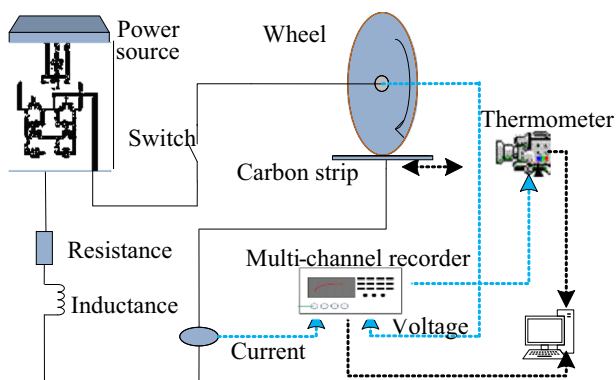 Power
source
Wheel
Switch
Thermometer
Carbon strip
Resistance
Multi-channel recorder
Inductance
Voltage
Current